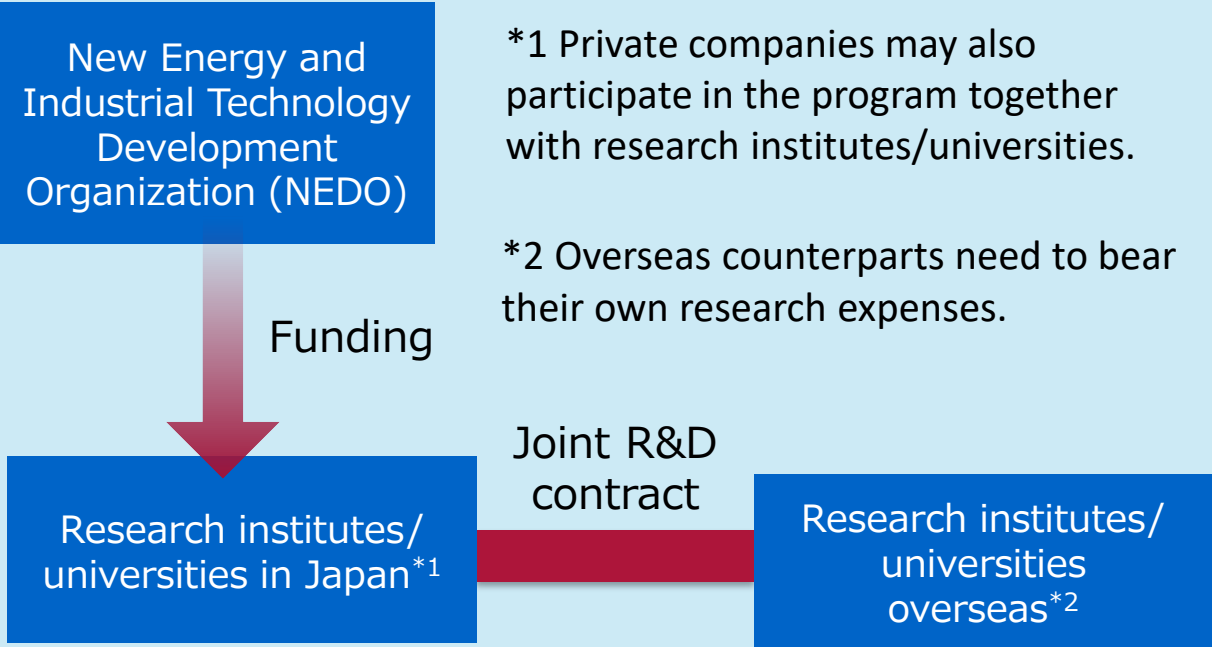 New Energy and
Industrial Technology
Development
Organization (NEDO)
*1 Private companies may also
participate in the program together
with research institutes/universities.
*2 Overseas counterparts need to bear
their own research expenses.
Funding
Joint R&D
contract
Research institutes/
universities in Japan*1
Research institutes/
universities
overseas*2